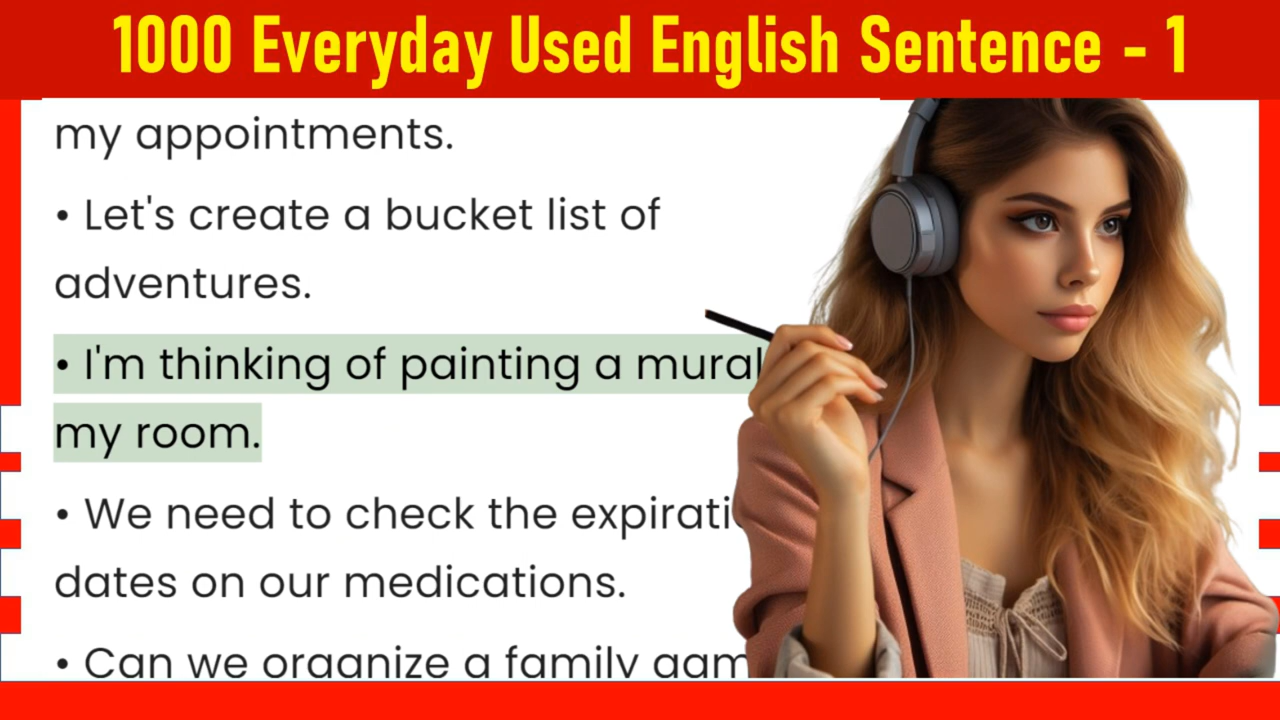 1000 Everyday Used English Sentence - 1
my appointments.
• Let's create a bucket list of
adventures.
• I'm thinking of painting a mural
my room.
• We need to check the
dates on our medications.
• Can we organize a family